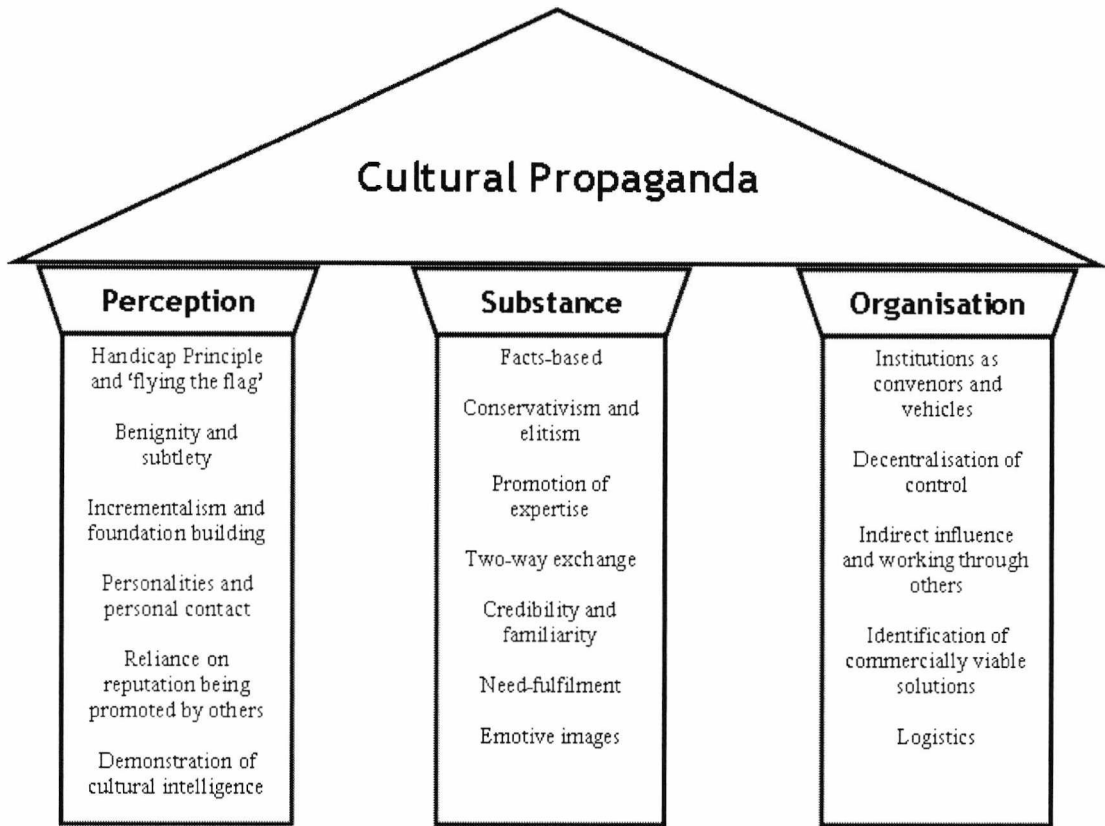 Cultural Propaganda
Perception
Handicap Principle
and ‘flying the flag’
Benignity and
subtlety
Incrementalism and
foundation building
Personalities and
personal contact
Reliance on
reputation being
promoted by others
Demonstration of
cultural intelligence
Substance
Facts-based
Conservativism and
elitism
Promotion of
expertise
Two-way exchange
Credibility and
familiarity
Need-fulfilment
Emotive images
Organisation
Institutions as
convenors and
vehicles
Decentralisation of
control
Indirect influence
and working through
others
Identification of
commercially viable
solutions
Logistics